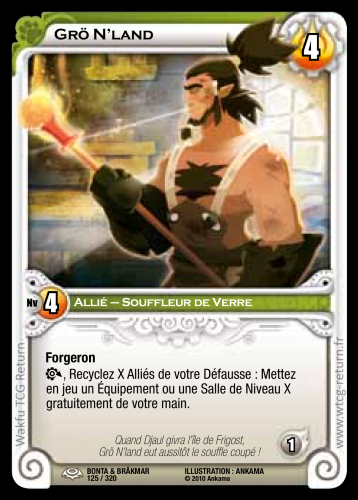 Grö N'land
4
Nv 4 Allié – Souffleur de Verre
Forgeron
, Recyclez X Alliés de votre Défausse : Mettez
en jeu un Équipement ou une Salle de Niveau X
gratuitement de votre main.
Quand Djaul givra l'île de Frigost,
Grö N'land eut aussitôt le souffle coupé !
1
BONTA & BRÂKMAR
125 / 320
ILLUSTRATION : ANKAMA
© 2010 Ankama
Wakfu TCG Return
www.wtcg-return.fr